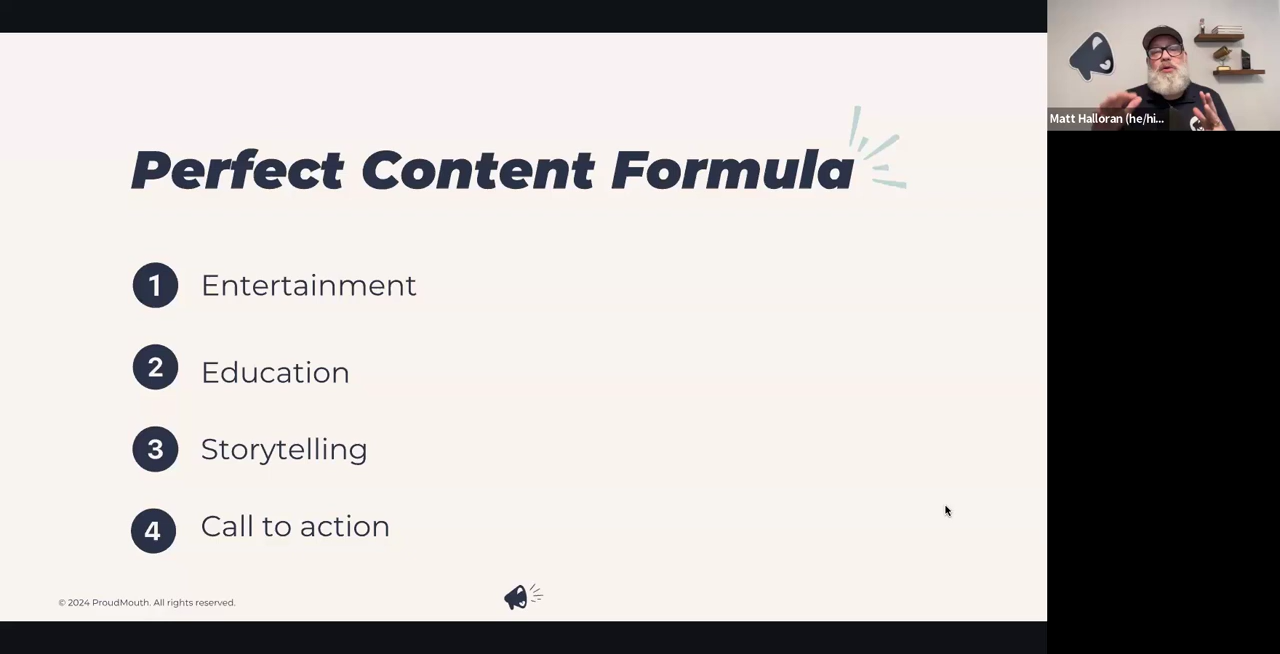 Perfect Content Formula
1 Entertainment
2 Education
3 Storytelling
4 Call to action
© 2024 ProudMouth. All rights reserved.
Matt Halloran (he/hi...